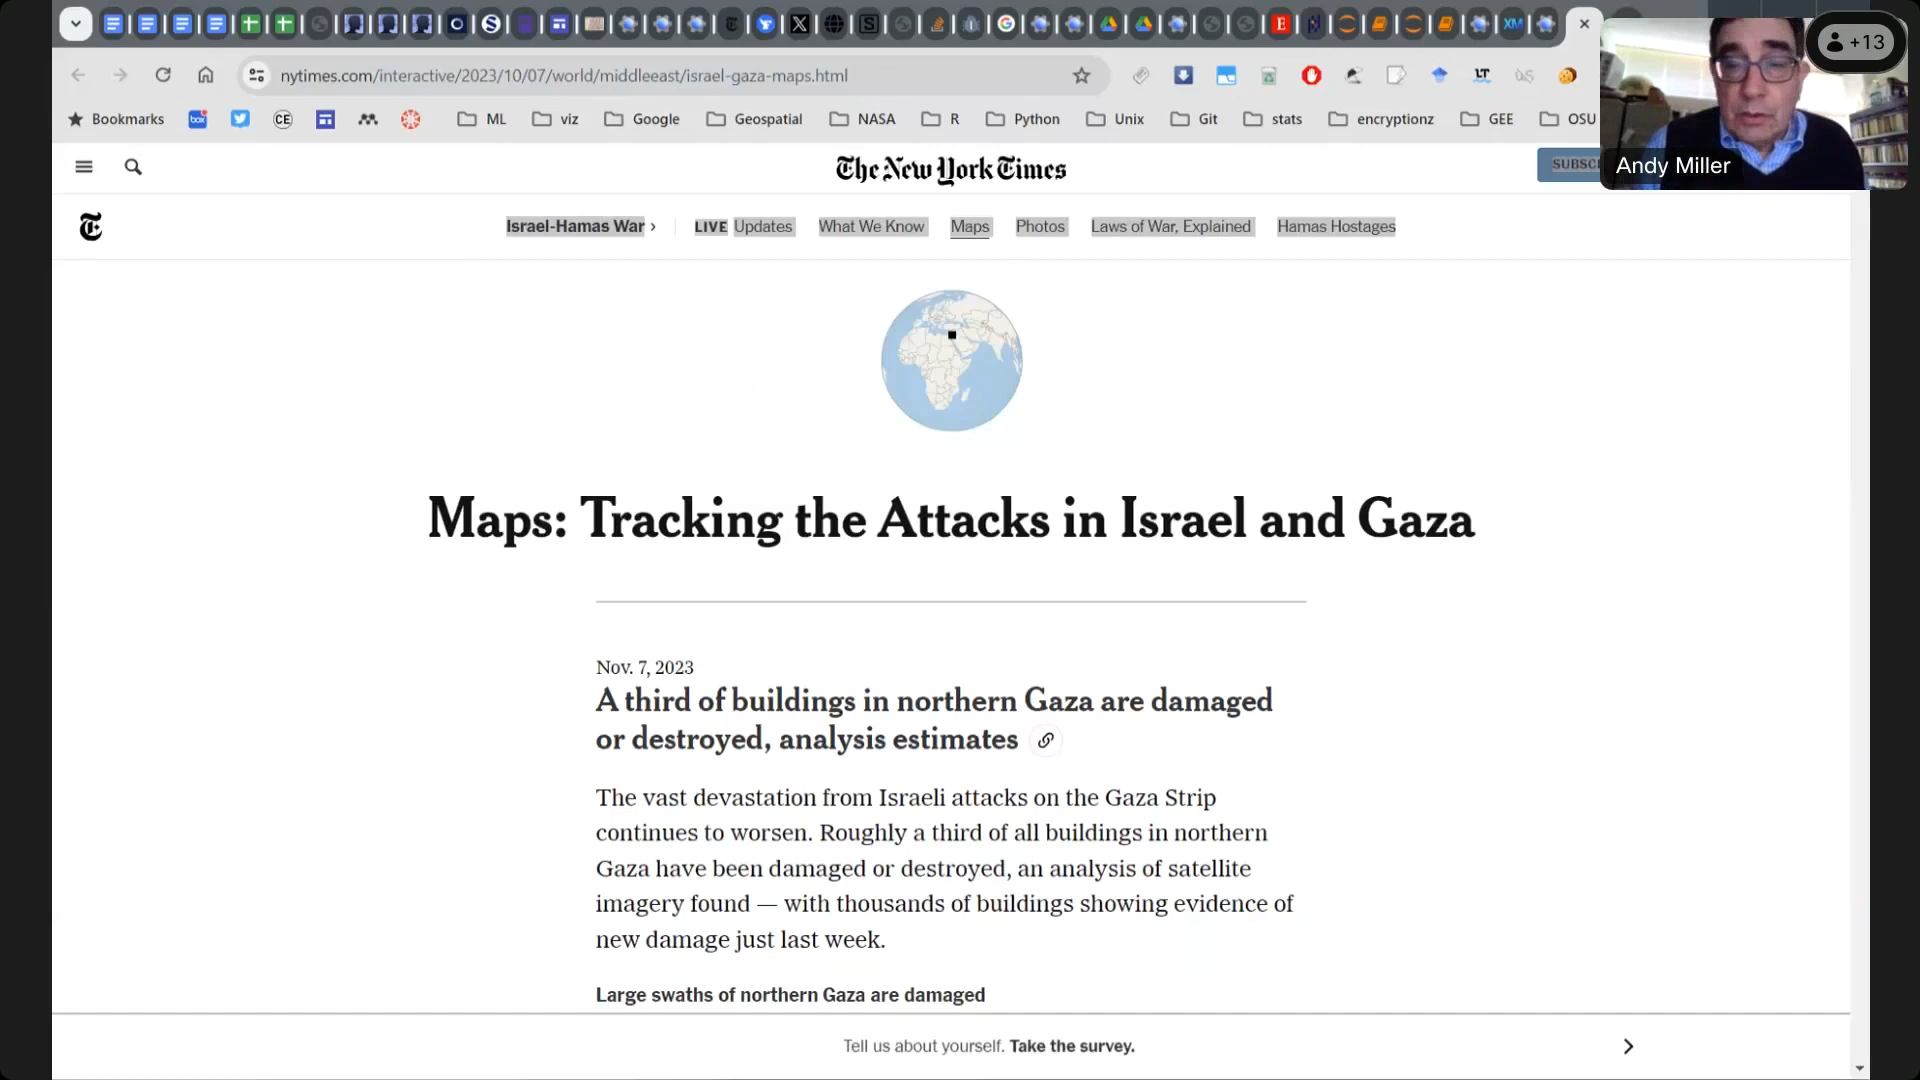 nytimes.com/interactive/2023/10/07/world/middleeast/israel-gaza-maps.html
+13
Bookmarks box CE ML viz Google Geospatial NASA R Python Unix Git stats encryptionz GEE OSU
The New York Times
SUBSC
Andy Miller
Israel-Hamas War › LIVE Updates What We Know Maps Photos Laws of War, Explained Hamas Hostages
Maps: Tracking the Attacks in Israel and Gaza
Nov. 7, 2023
A third of buildings in northern Gaza are damaged
or destroyed, analysis estimates
The vast devastation from Israeli attacks on the Gaza Strip
continues to worsen. Roughly a third of all buildings in northern
Gaza have been damaged or destroyed, an analysis of satellite
imagery found — with thousands of buildings showing evidence of
new damage just last week.
Large swaths of northern Gaza are damaged
Tell us about yourself. Take the survey.